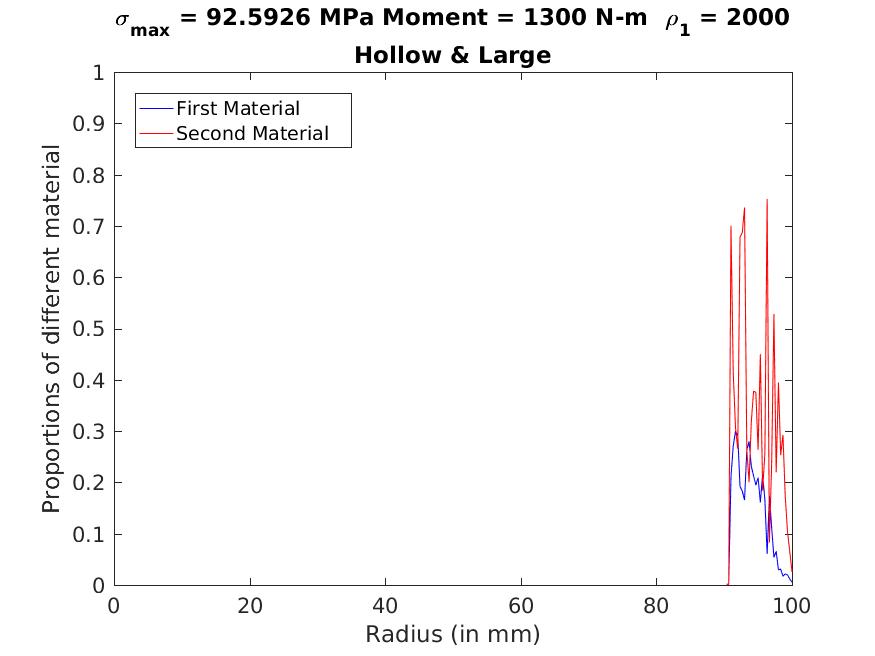 σmax = 92.5926 MPa Moment = 1300 N-m ρ1 = 2000
Hollow & Large
First Material
Second Material
Proportions of different material
1
0.9
0.8
0.7
0.6
0.5
0.4
0.3
0.2
0.1
0
0 20 40 60 80 100
Radius (in mm)